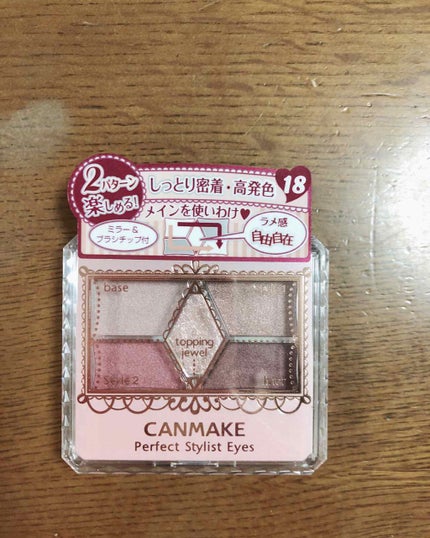 2パターン
楽しめる!
しっとり密着・高発色
18
メインを使いわけ♥
ミラー&
ブラシチップ付
ラメ感
自由自在
base
topping
jewel
Style 2
CANMAKE
Perfect Stylist Eyes